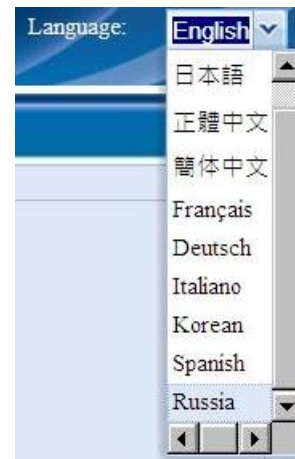 Language: English
日本語
正體中文
簡体中文
Français
Deutsch
Italiano
Korean
Spanish
Russia